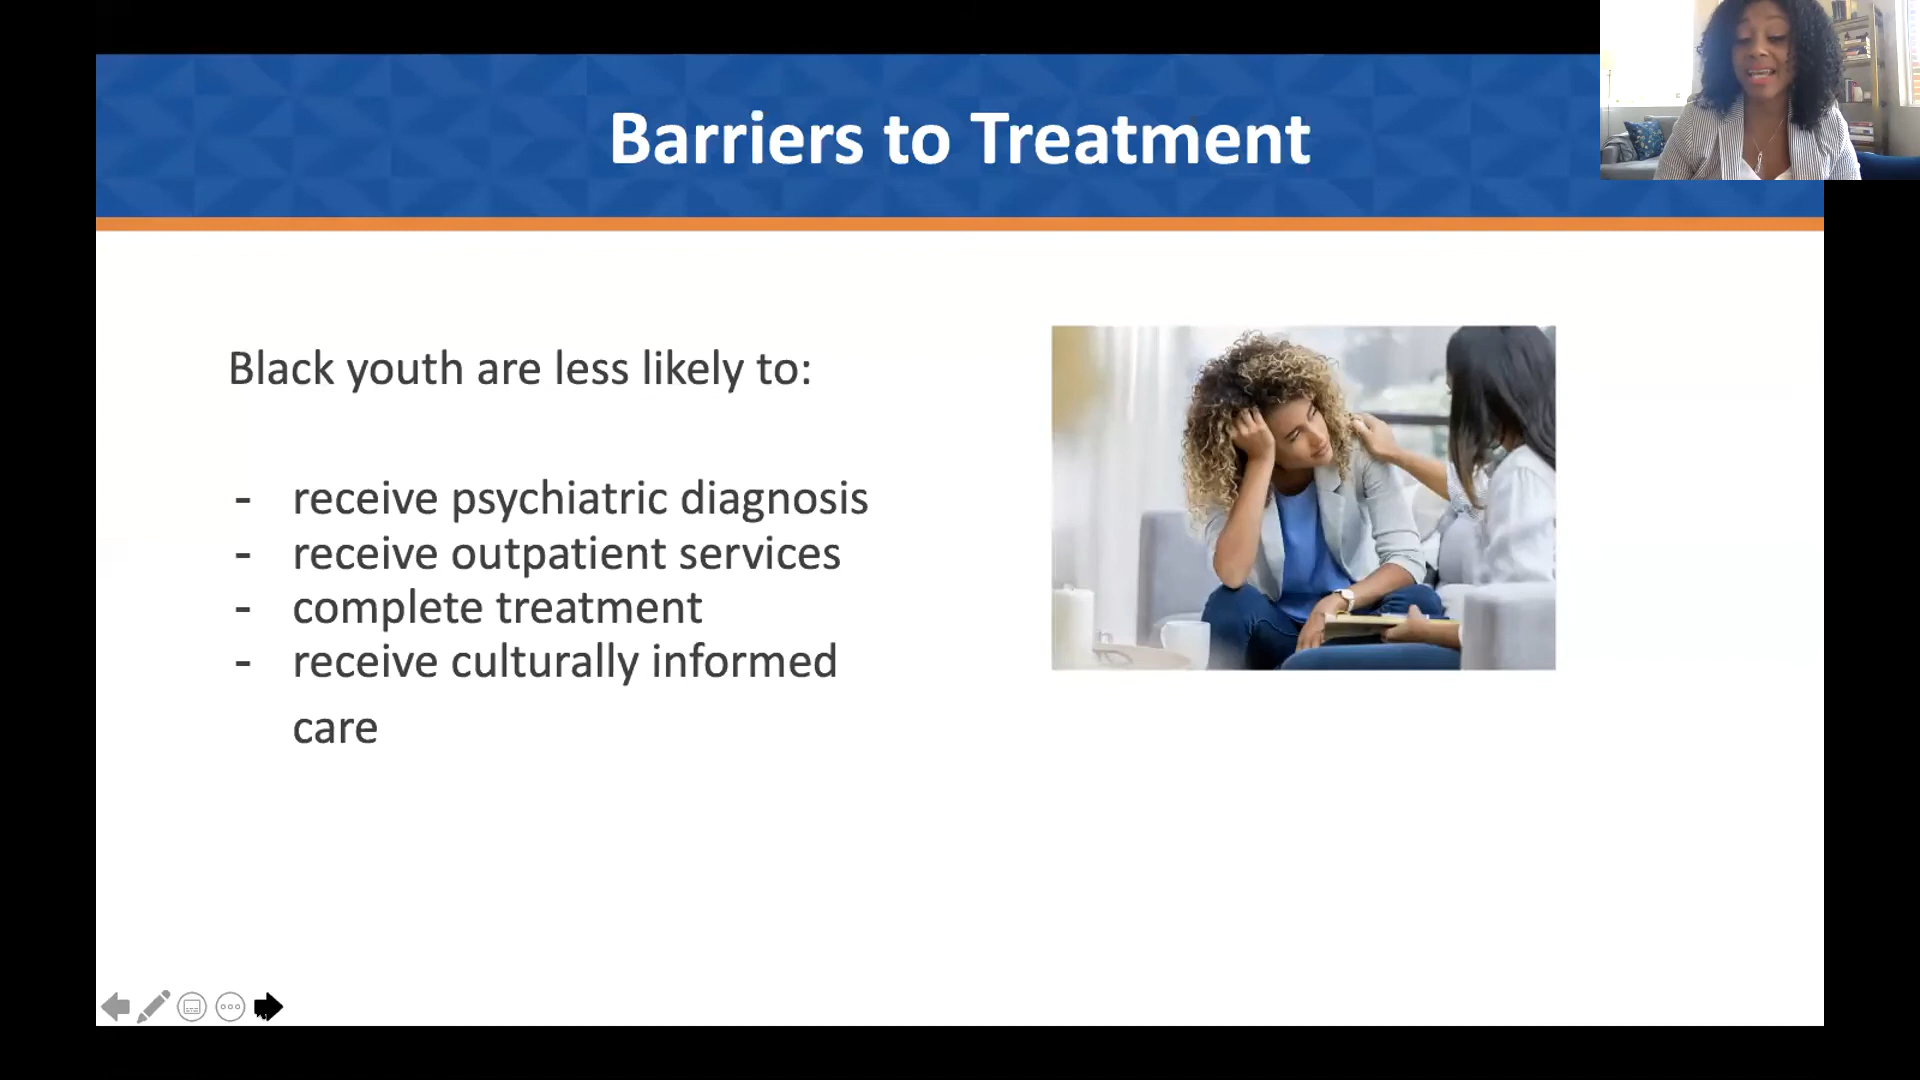 Barriers to Treatment
Black youth are less likely to:
- receive psychiatric diagnosis
- receive outpatient services
- complete treatment
- receive culturally informed
care